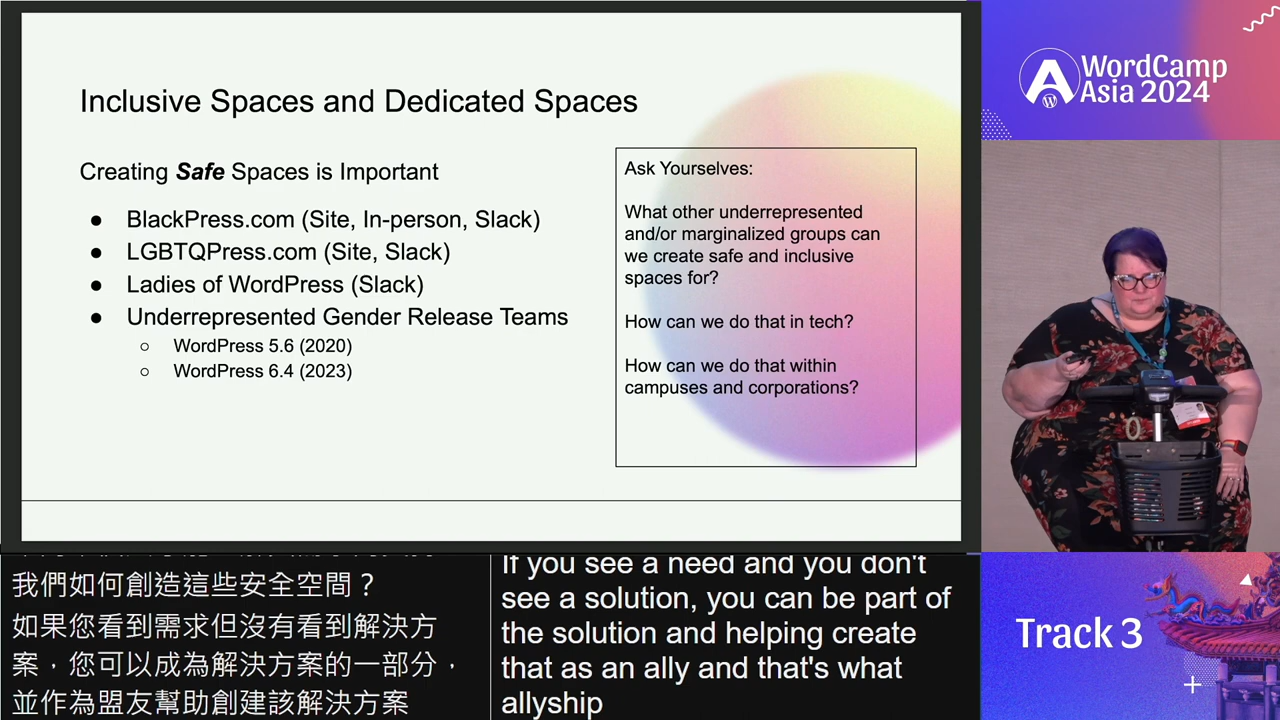 Inclusive Spaces and Dedicated Spaces
Creating Safe Spaces is Important
● BlackPress.com (Site, In-person, Slack)
● LGBTQPress.com (Site, Slack)
● Ladies of WordPress (Slack)
● Underrepresented Gender Release Teams
○ WordPress 5.6 (2020)
○ WordPress 6.4 (2023)
Ask Yourselves:
What other underrepresented
and/or marginalized groups can
we create safe and inclusive
spaces for?
How can we do that in tech?
How can we do that within
campuses and corporations?
WordCamp
Asia 2024
我們如何創造這些安全空間？
如果您看到需求但沒有看到解決方
案，您可以成為解決方案的一部分，
並作為盟友幫助創建該解決方案
If you see a need and you don't
see a solution, you can be part of
the solution and helping create
that as an ally and that's what
allyship
Track 3